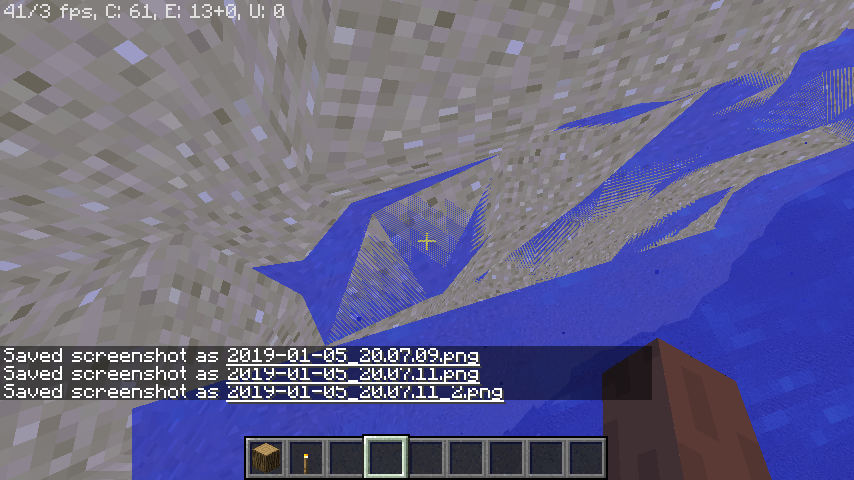 41/3 fps, C: 61, E: 13+0, U: 0
Saved screenshot as 2019-01-05_20.07.09.png
Saved screenshot as 2019-01-05_20.07.11.png
Saved screenshot as 2019-01-05_20.07.11_2.png